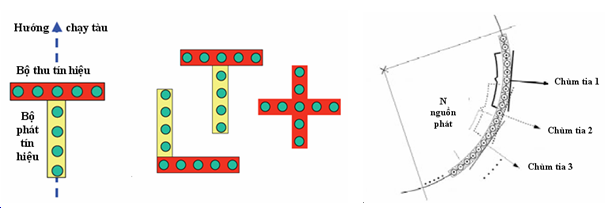 Hướng chạy tàu
Bộ thu tín hiệu
Bộ
phát
tín
hiệu
N
nguồn
phát
Chùm tia 1
Chùm tia 2
Chùm tia 3